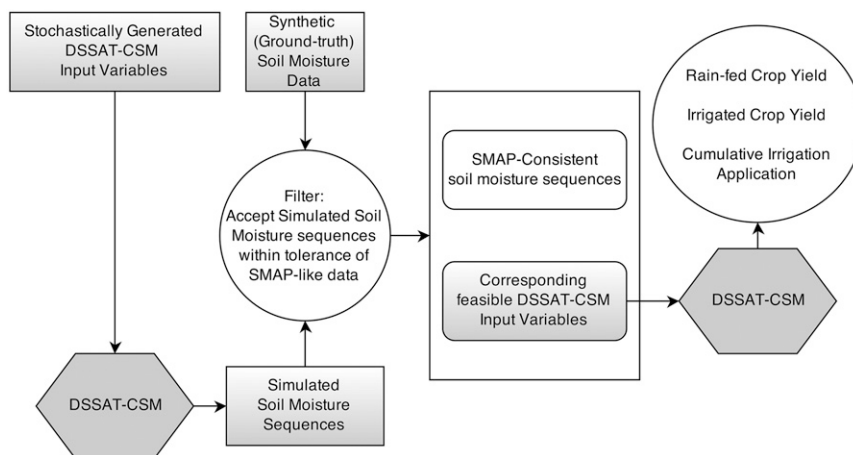 Stochastically Generated
DSSAT-CSM
Input Variables
Synthetic
(Ground-truth)
Soil Moisture
Data
Rain-fed Crop Yield
Irrigated Crop Yield
Cumulative Irrigation
Application
SMAP-Consistent
soil moisture sequences
Filter:
Accept Simulated Soil
Moisture sequences
within tolerance of
SMAP-like data
Corresponding
feasible DSSAT-CSM
Input Variables
DSSAT-CSM
DSSAT-CSM
Simulated
Soil Moisture
Sequences